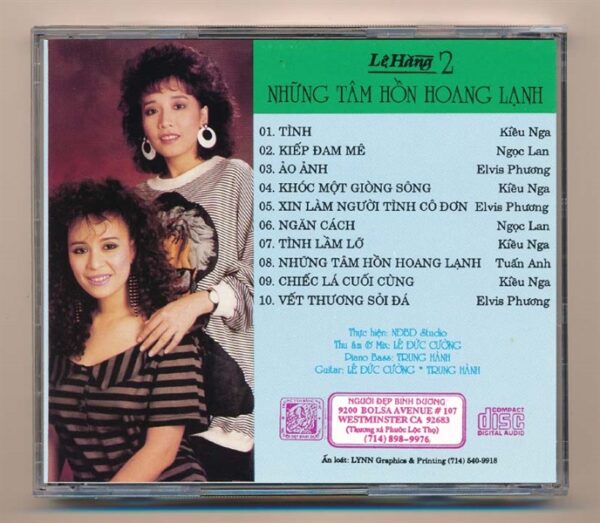 Lệ Hằng 2
NHỮNG TÂM HỒN HOANG LẠNH
01. TÌNH Kiều Nga
02. KIẾP ĐAM MÊ Ngọc Lan
03. ẢO ẢNH Elvis Phương
04. KHÓC MỘT GIÒNG SÔNG Kiều Nga
05. XIN LÀM NGƯỜI TÌNH CÔ ĐƠN Elvis Phương
06. NGĂN CÁCH Ngọc Lan
07. TÌNH LẦM LỠ Kiều Nga
08. NHỮNG TÂM HỒN HOANG LẠNH Tuấn Anh
09. CHIẾC LÁ CUỐI CÙNG Kiều Nga
10. VẾT THƯƠNG SỎI ĐÁ Elvis Phương
Thực hiện: NĐBD Studio
Thu âm & Mix: LÊ ĐỨC CƯỜNG
Piano Bass: TRUNG HÀNH
Guitar: LÊ ĐỨC CƯỜNG * TRUNG HÀNH
NGƯỜI ĐẸP BÌNH DƯƠNG
9200 BOLSA AVENUE # 107
WESTMINSTER CA 92683
(Thương xá Phước Lộc Thọ)
(714) 898-9976
COMPACT
disc
DIGITAL AUDIO
Ấn loát: LYNN Graphics & Printing (714) 540-9918